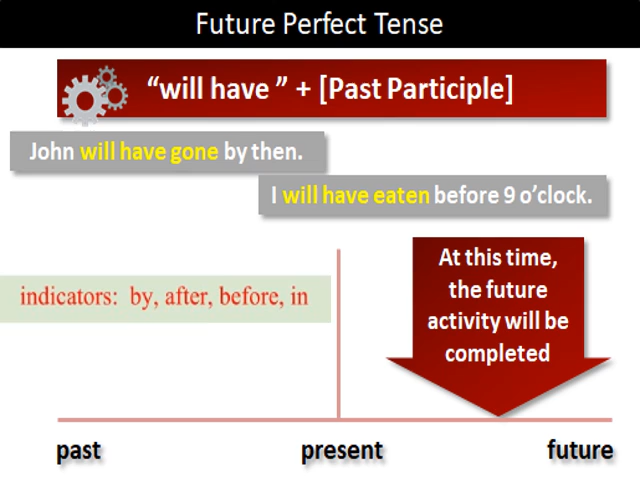 Future Perfect Tense
“will have ” + [Past Participle]
John will have gone by then.
I will have eaten before 9 o’clock.
At this time,
the future
activity will be
completed
indicators: by, after, before, in
past present future